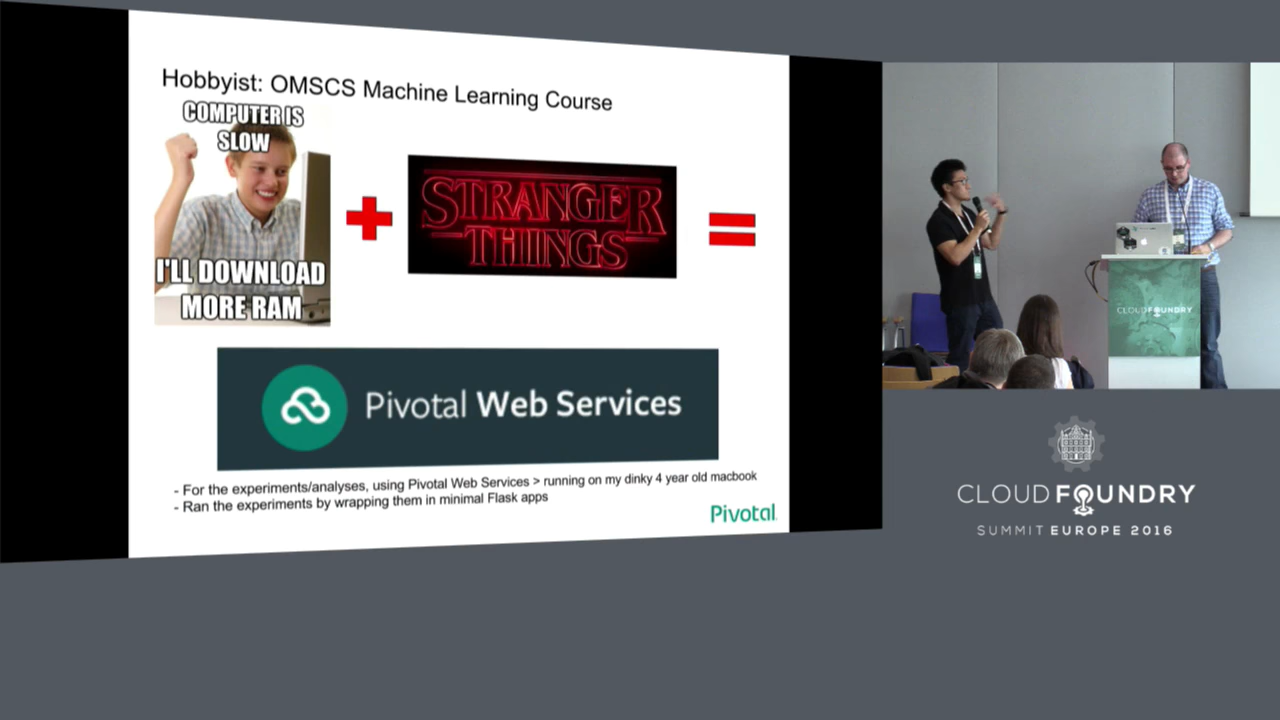 Hobbyist: OMSCS Machine Learning Course
COMPUTER IS
SLOW
I'LL DOWNLOAD
MORE RAM
STRANGER
THINGS
Pivotal Web Services
- For the experiments/analyses, using Pivotal Web Services > running on my dinky 4 year old macbook
- Ran the experiments by wrapping them in minimal Flask apps
Pivotal
CLOUD FOUNDRY
CLOUD FOUNDRY
SUMMIT EUROPE 2016